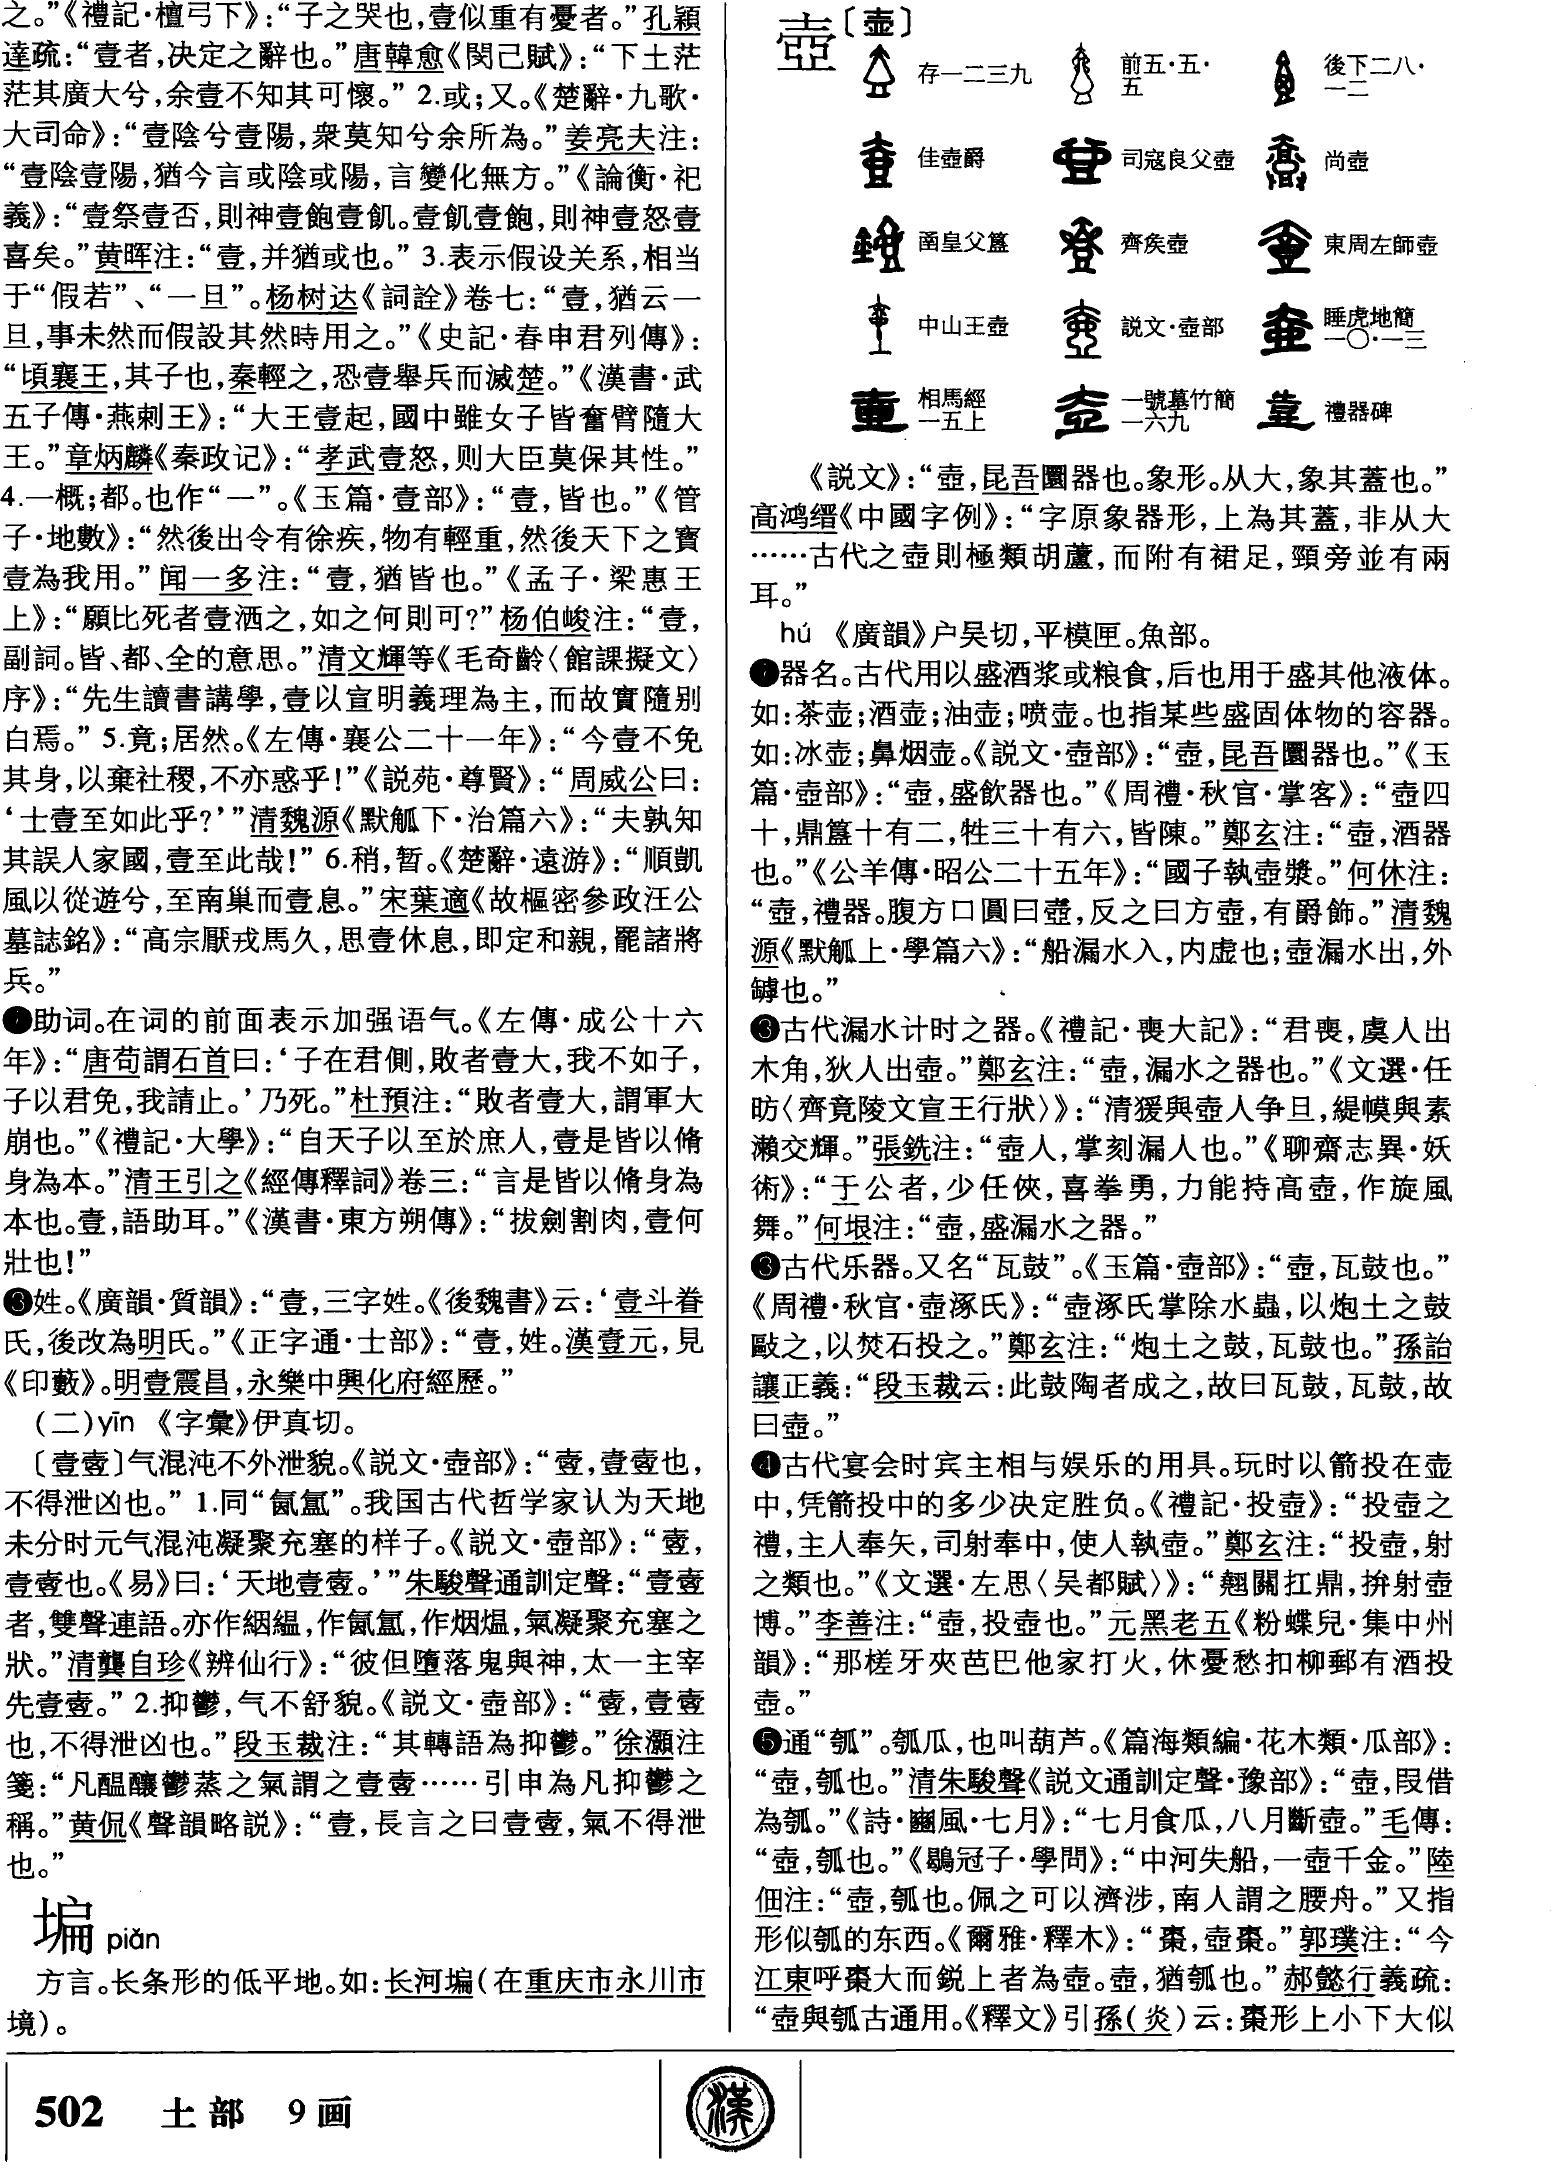 之。”《禮記·檀弓下》：“子之哭也，壹似重有憂者。”孔穎
達疏：“壹者，决定之辭也。”唐韓愈《閔己賦》：“下土茫
茫其廣大兮，余壹不知其可懷。” 2.或；又。《楚辭·九歌·
大司命》：“壹陰兮壹陽，衆莫知兮余所為。”姜亮夫注：
“壹陰壹陽，猶今言或陰或陽，言變化無方。”《論衡·祀
義》：“壹祭壹否，則神壹飽壹飢。壹飢壹飽，則神壹怒壹
喜矣。”黄晖注：“壹，并猶或也。” 3.表示假设关系，相当
于“假若”、“一旦”。杨树达《詞詮》卷七：“壹，猶云一
旦，事未然而假設其然時用之。”《史記·春申君列傳》：
“頃襄王，其子也，秦輕之，恐壹舉兵而滅楚。”《漢書·武
五子傳·燕剌王》：“大王壹起，國中雖女子皆奮臂隨大
王。”章炳麟《秦政记》：“孝武壹怒，则大臣莫保其性。”
4.一概；都。也作“一”。《玉篇·壹部》：“壹，皆也。”《管
子·地數》：“然後出令有徐疾，物有輕重，然後天下之寶
壹為我用。”闻一多注：“壹，猶皆也。”《孟子·梁惠王
上》：“願比死者壹洒之，如之何則可？”杨伯峻注：“壹，
副詞。皆、都、全的意思。”清文輝等《毛奇齡〈館課擬文〉
序》：“先生讀書講學，壹以宣明義理為主，而故實隨别
白焉。” 5.竟；居然。《左傳·襄公二十一年》：“今壹不免
其身，以棄社稷，不亦惑乎！”《説苑·尊賢》：“周威公曰：
‘士壹至如此乎？’”清魏源《默觚下·治篇六》：“夫孰知
其誤人家國，壹至此哉！” 6.稍，暂。《楚辭·遠游》：“順凱
風以從遊兮，至南巢而壹息。”宋葉適《故樞密參政汪公
墓誌銘》：“高宗厭戎馬久，思壹休息，即定和親，罷諸將
兵。”
❼助词。在词的前面表示加强语气。《左傳·成公十六
年》：“唐苟謂石首曰：‘子在君側，敗者壹大，我不如子，
子以君免，我請止。’乃死。”杜預注：“敗者壹大，謂軍大
崩也。”《禮記·大學》：“自天子以至於庶人，壹是皆以脩
身為本。”清王引之《經傳釋詞》卷三：“言是皆以脩身為
本也。壹，語助耳。”《漢書·東方朔傳》：“拔劍割肉，壹何
壯也！”
❽姓。《廣韻·質韻》：“壹，三字姓。《後魏書》云：‘壹斗眷
氏，後改為明氏。”《正字通·士部》：“壹，姓。漢壹元，見
《印藪》。明壹震昌，永樂中興化府經歷。”
(二)yīn 《字彙》伊真切。
〔壹壺〕气混沌不外泄貌。《説文·壺部》：“壺，壹壺也，
不得泄凶也。” 1.同“氤氲”。我国古代哲学家认为天地
未分时元气混沌凝聚充塞的样子。《説文·壺部》：“壺，
壹壺也。《易》曰：‘天地壹壺。’”朱駿聲通訓定聲：“壹壺
者，雙聲連語。亦作絪緼，作氤氲，作烟煴，氣凝聚充塞之
狀。”清龔自珍《辨仙行》：“彼但墮落鬼與神，太一主宰
先壹壺。” 2.抑鬱，气不舒貌。《説文·壺部》：“壺，壹壺
也，不得泄凶也。”段玉裁注：“其轉語為抑鬱。”徐灝注
箋：“凡醖釀鬱蒸之氣謂之壹壺……引申為凡抑鬱之
稱。”黄侃《聲韻略説》：“壹，長言之曰壹壺，氣不得泄
也。”
塥 piǎn
方言。长条形的低平地。如：长河碥(在重庆市永川市
境)。
壺〔壶〕
存一二三九 前五·五·五 後下二八·一二
佳壺爵 司寇良父壺 尚壺
圅皇父簋 齊矦壺 東周左師壺
中山王壺 説文·壺部 睡虎地簡一〇·一三
相馬經一五上 一號墓竹簡一六九 禮器碑
《説文》：“壺，昆吾圜器也。象形。从大，象其蓋也。”
高鸿缙《中國字例》：“字原象器形，上為其蓋，非从大
……古代之壺則極類胡蘆，而附有裙足，頸旁並有兩
耳。”
hú 《廣韻》户吴切，平模匣。魚部。
❶器名。古代用以盛酒浆或粮食，后也用于盛其他液体。
如：茶壶；酒壶；油壶；喷壶。也指某些盛固体物的容器。
如：冰壶；鼻烟壶。《説文·壺部》：“壺，昆吾圜器也。”《玉
篇·壺部》：“壺，盛飲器也。”《周禮·秋官·掌客》：“壺四
十，鼎簋十有二，牲三十有六，皆陳。”鄭玄注：“壺，酒器
也。”《公羊傳·昭公二十五年》：“國子執壺漿。”何休注：
“壺，禮器。腹方口圓曰壺，反之曰方壺，有爵飾。”清魏
源《默觚上·學篇六》：“船漏水入，内虚也；壺漏水出，外
罅也。”
❷古代漏水计时之器。《禮記·喪大記》：“君喪，虞人出
木角，狄人出壺。”鄭玄注：“壺，漏水之器也。”《文選·任
昉〈齊竟陵文宣王行狀〉》：“清猨與壺人争旦，緹幙與素
瀨交輝。”張銑注：“壺人，掌刻漏人也。”《聊齋志異·妖
術》：“于公者，少任俠，喜拳勇，力能持高壺，作旋風
舞。”何垠注：“壺，盛漏水之器。”
❸古代乐器。又名“瓦鼓”。《玉篇·壺部》：“壺，瓦鼓也。”
《周禮·秋官·壺涿氏》：“壺涿氏掌除水蟲，以炮土之鼓
敺之，以焚石投之。”鄭玄注：“炮土之鼓，瓦鼓也。”孫詒
讓正義：“段玉裁云：此鼓陶者成之，故曰瓦鼓，瓦鼓，故
曰壺。”
❹古代宴会时宾主相与娱乐的用具。玩时以箭投在壶
中，凭箭投中的多少决定胜负。《禮記·投壺》：“投壺之
禮，主人奉矢，司射奉中，使人執壺。”鄭玄注：“投壺，射
之類也。”《文選·左思〈吴都賦〉》：“翹關扛鼎，拚射壺
博。”李善注：“壺，投壺也。”元黑老五《粉蝶兒·集中州
韻》：“那槎牙夾芭巴他家打火，休憂愁扣柳郵有酒投
壺。”
❺通“瓠”。瓠瓜，也叫葫芦。《篇海類編·花木類·瓜部》：
“壺，瓠也。”清朱駿聲《説文通訓定聲·豫部》：“壺，叚借
為瓠。”《詩·豳風·七月》：“七月食瓜，八月斷壺。”毛傳：
“壺，瓠也。”《鶡冠子·學問》：“中河失船，一壺千金。”陸
佃注：“壺，瓠也。佩之可以濟涉，南人謂之腰舟。”又指
形似瓠的东西。《爾雅·釋木》：“棗，壺棗。”郭璞注：“今
江東呼棗大而鋭上者為壺。壺，猶瓠也。”郝懿行義疏：
“壺與瓠古通用。《釋文》引孫(炎)云：棗形上小下大似
502 土部 9画
漢